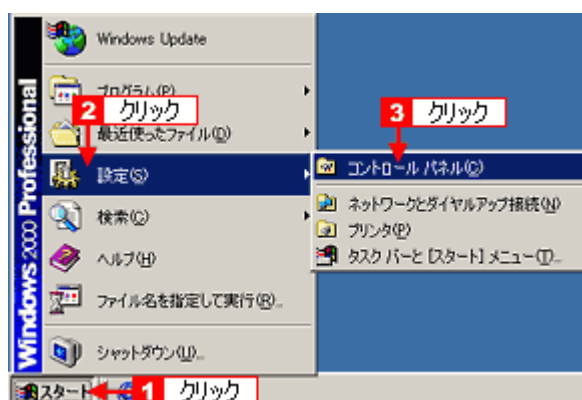 Windows 2000 Professional
Windows Update
プログラム(P)
2 クリック
最近使ったファイル(D)
設定(S)
検索(C)
ヘルプ(H)
ファイル名を指定して実行(R)...
シャットダウン(U)...
3 クリック
コントロール パネル(C)
ネットワークとダイヤルアップ接続(N)
プリンタ(P)
タスク バーと [スタート] メニュー(T)...
スタート
1 クリック